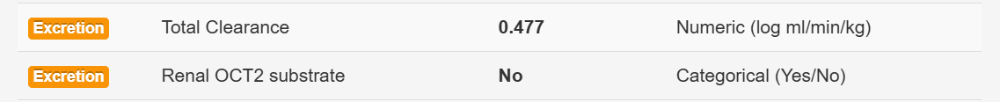 Excretion Total Clearance 0.477 Numeric (log ml/min/kg)
Excretion Renal OCT2 substrate No Categorical (Yes/No)